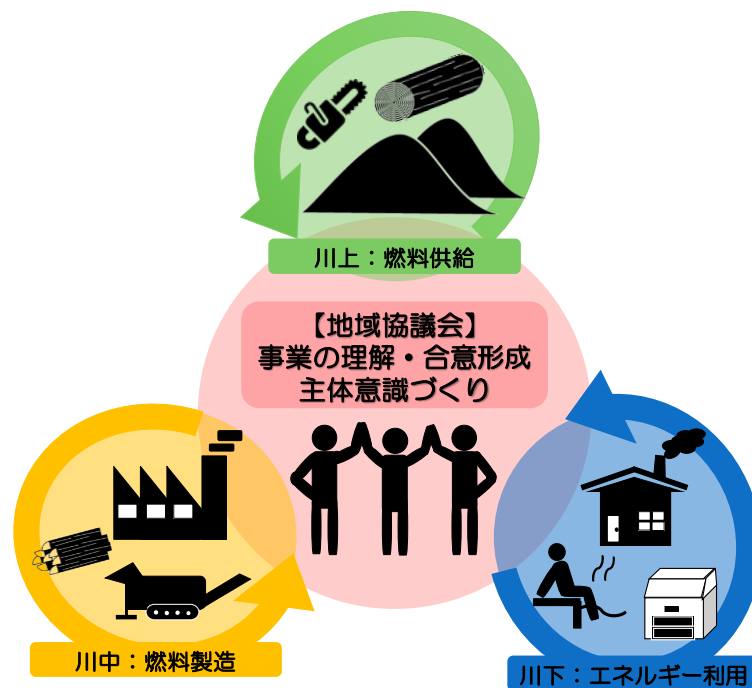 川上：燃料供給
【地域協議会】
事業の理解・合意形成
主体意識づくり
川中：燃料製造
川下：エネルギー利用